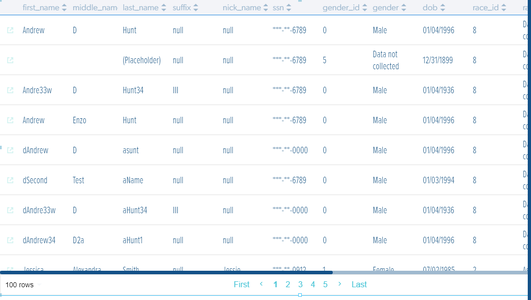 first_name middle_nam last_name suffix nick_name ssn gender_id gender dob race_id
Andrew D Hunt null null ***-**-6789 0 Male 01/04/1996 8
(Placeholder) null null ***-**-6789 5 Data not collected 12/31/1899 8
Andre33w D Hunt34 III null ***-**-6789 0 Male 01/04/1936 8
Andrew Enzo Hunt null null ***-**-6789 0 Male 01/04/1996 8
dAndrew D asunt null null ***-**-0000 0 Male 01/04/1996 8
dSecond Test aName null null ***-**-6789 0 Male 01/03/1994 8
dAndre33w D aHunt34 III null ***-**-0000 0 Male 01/04/1936 8
dAndrew34 D2a aHunt1 null null ***-**-0000 0 Male 01/04/1996 8
Jessica Alexandra Smith null Jessie ***-**-0912 1 Female 07/02/1985 2
100 rows First ‹ 1 2 3 4 5 › Last